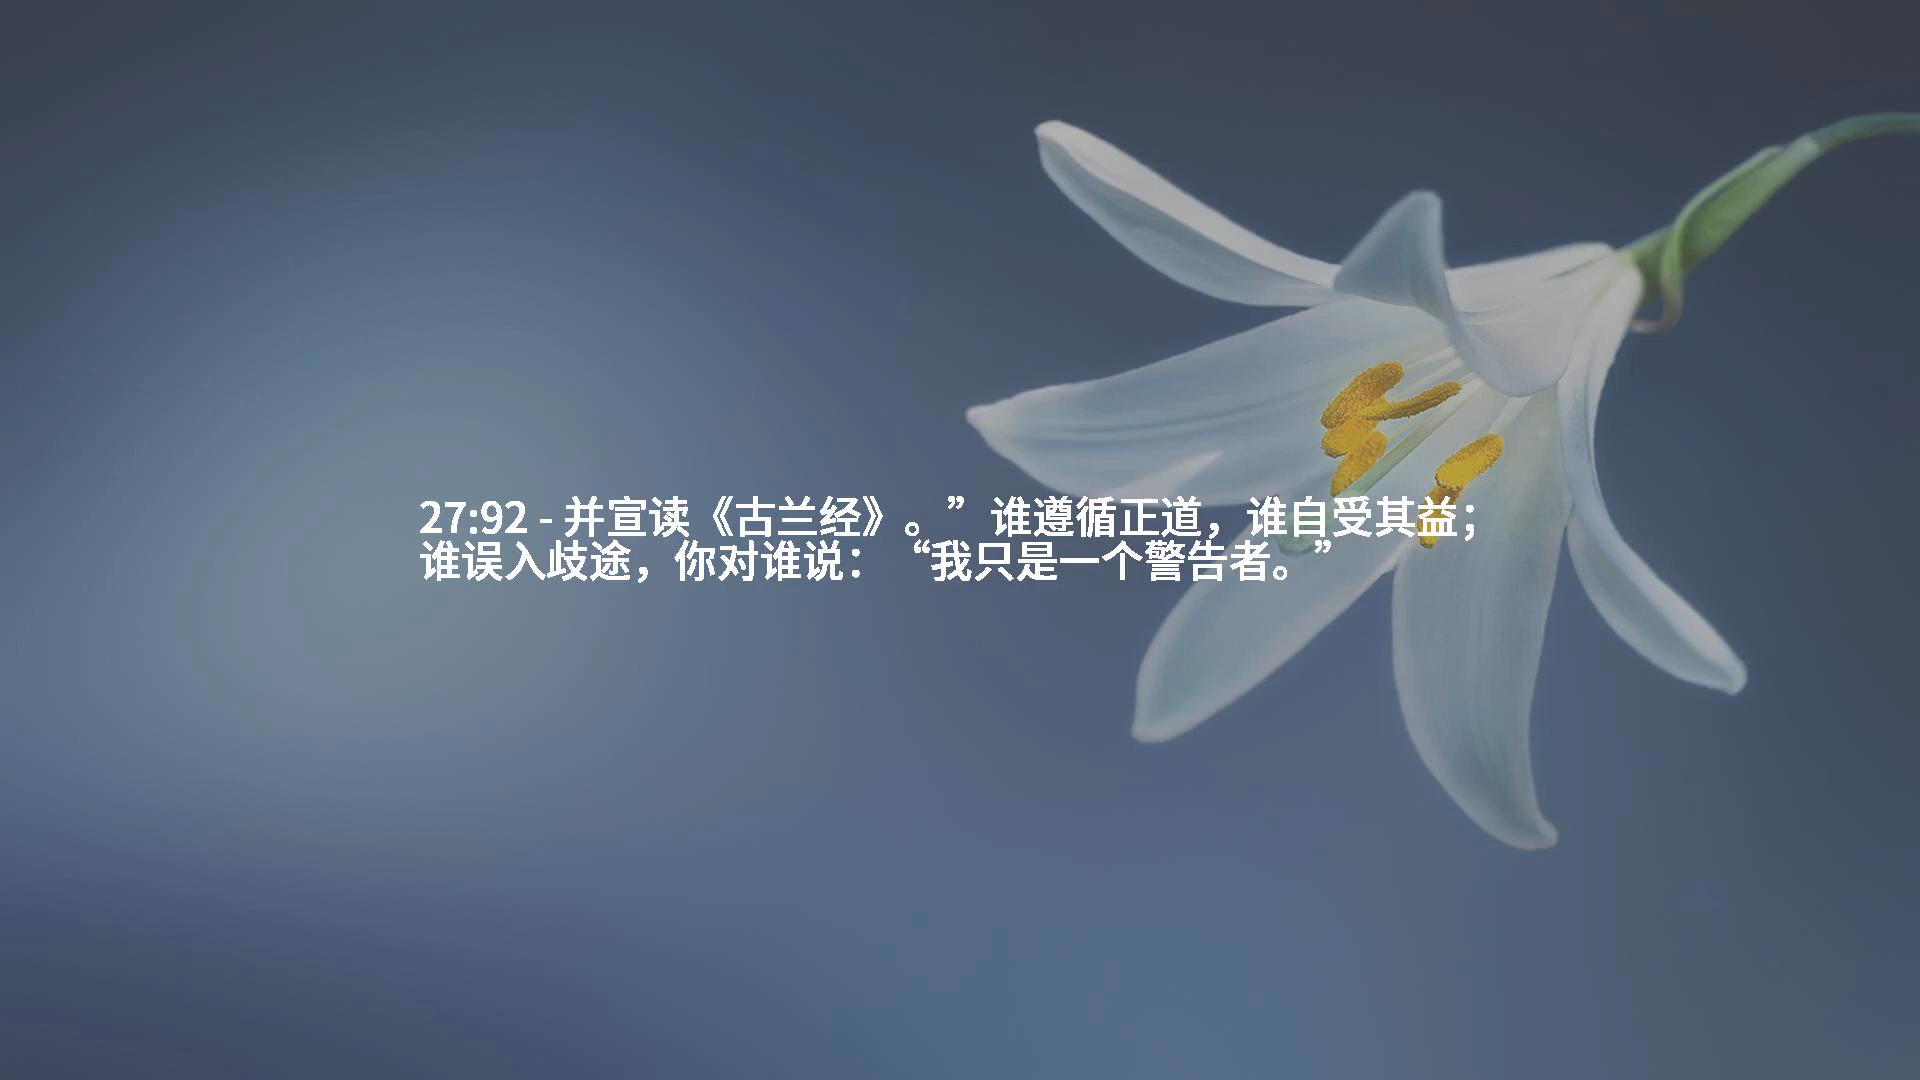 27:92 - 并宣读《古兰经》。”谁遵循正道，谁自受其益；
谁误入歧途，你对谁说：“我只是一个警告者。”